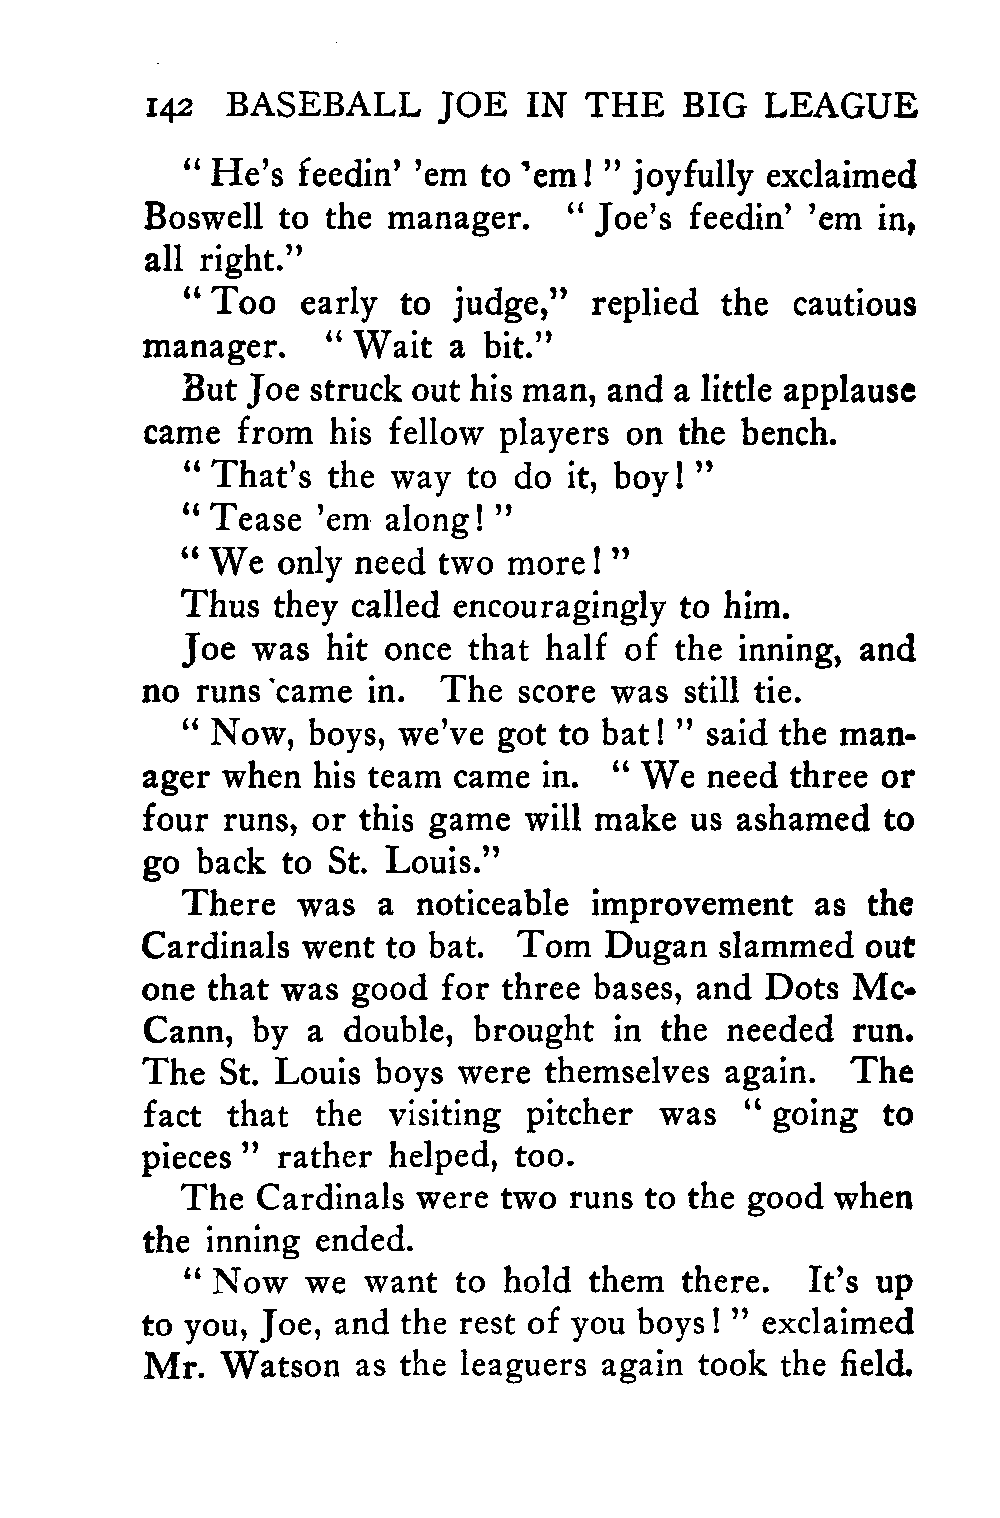 142 BASEBALL JOE IN THE BIG LEAGUE
“ He’s feedin’ ’em to ’em! ” joyfully exclaimed
Boswell to the manager. “ Joe’s feedin’ ’em in,
all right.”
“ Too early to judge,” replied the cautious
manager. “ Wait a bit.”
But Joe struck out his man, and a little applause
came from his fellow players on the bench.
“ That’s the way to do it, boy! ”
“ Tease ’em along! ”
“ We only need two more! ”
Thus they called encouragingly to him.
Joe was hit once that half of the inning, and
no runs came in. The score was still tie.
“ Now, boys, we’ve got to bat! ” said the man-
ager when his team came in. “ We need three or
four runs, or this game will make us ashamed to
go back to St. Louis.”
There was a noticeable improvement as the
Cardinals went to bat. Tom Dugan slammed out
one that was good for three bases, and Dots Mc-
Cann, by a double, brought in the needed run.
The St. Louis boys were themselves again. The
fact that the visiting pitcher was “ going to
pieces ” rather helped, too.
The Cardinals were two runs to the good when
the inning ended.
“ Now we want to hold them there. It’s up
to you, Joe, and the rest of you boys! ” exclaimed
Mr. Watson as the leaguers again took the field.